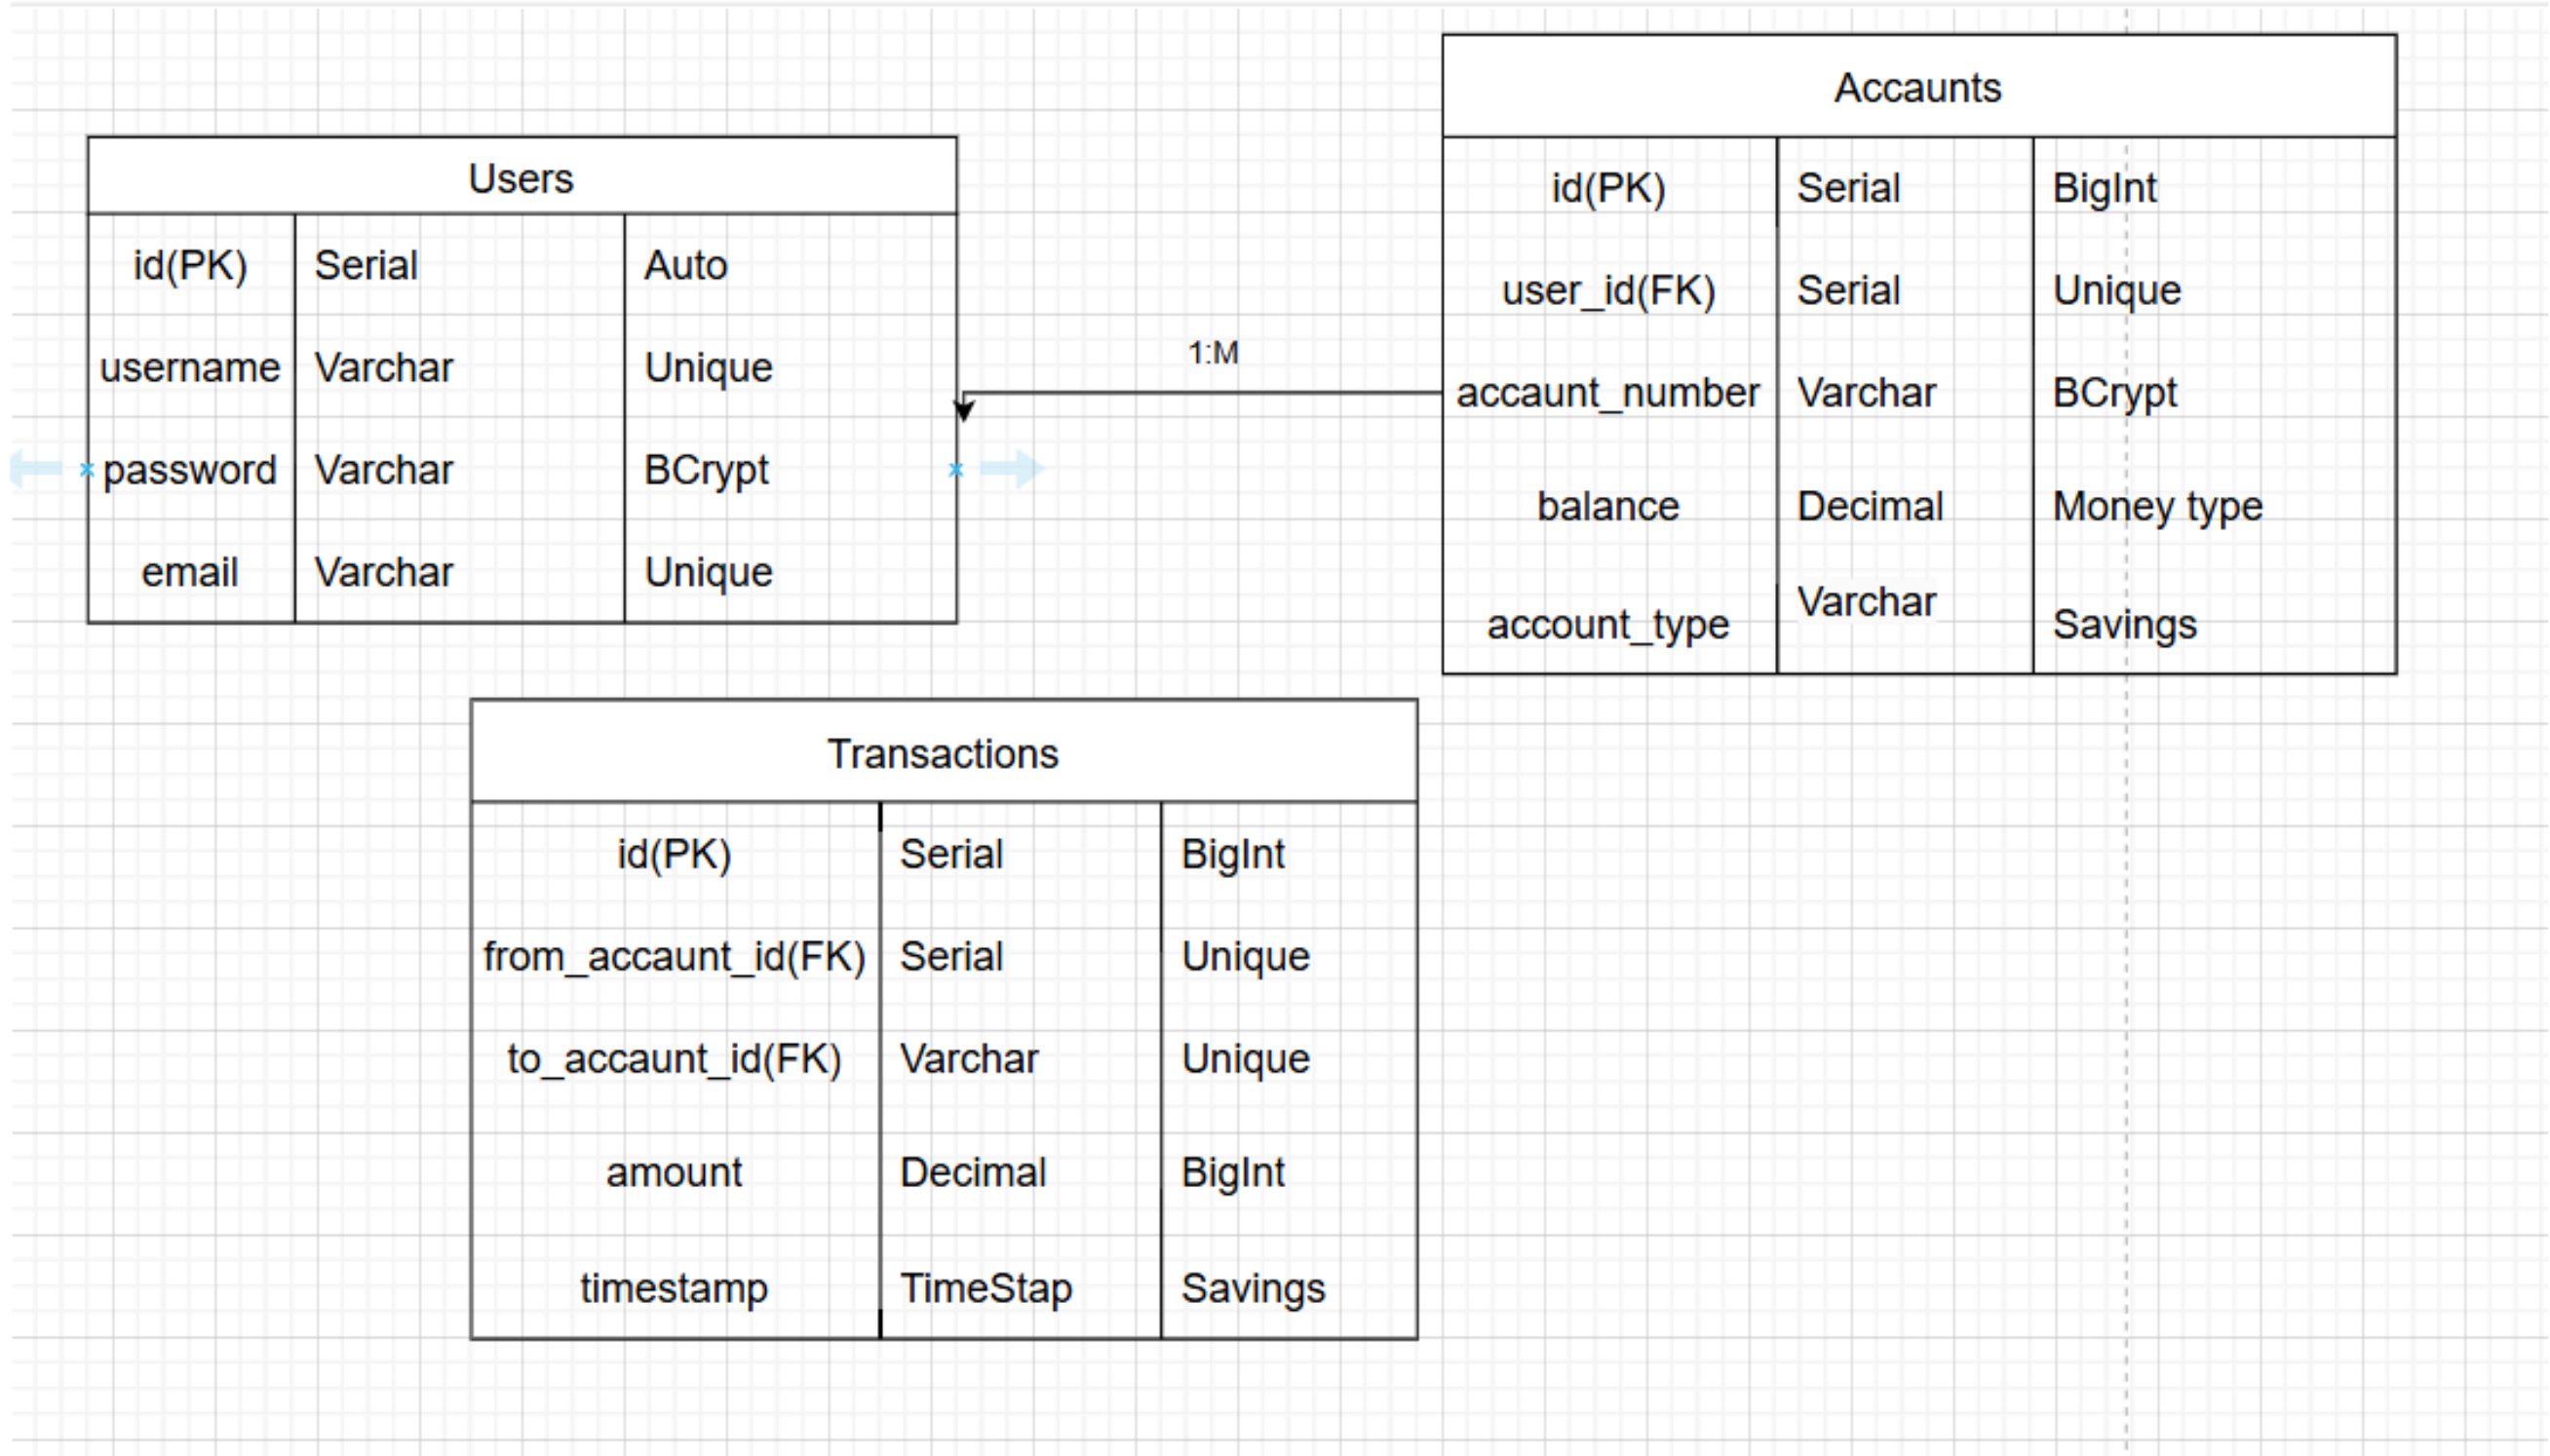 Users
id(PK) Serial Auto
username Varchar Unique
password Varchar BCrypt
email Varchar Unique
1:M
Accaunts
id(PK) Serial BigInt
user_id(FK) Serial Unique
accaunt_number Varchar BCrypt
balance Decimal Money type
account_type Varchar Savings
Transactions
id(PK) Serial BigInt
from_accaunt_id(FK) Serial Unique
to_accaunt_id(FK) Varchar Unique
amount Decimal BigInt
timestamp TimeStap Savings